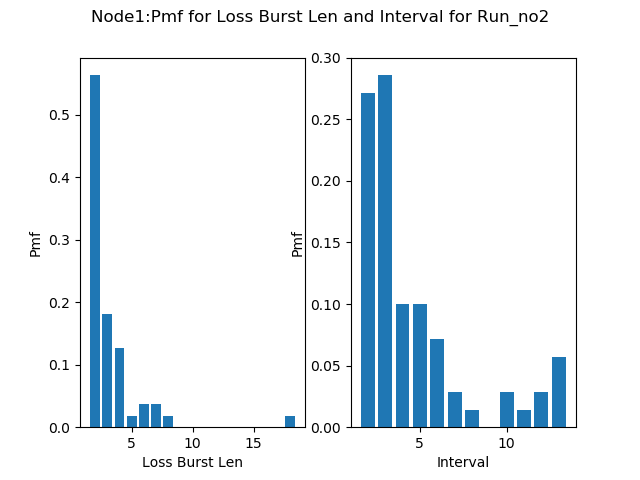 Node1:Pmf for Loss Burst Len and Interval for Run_no2
Pmf
0.5
0.4
0.3
0.2
0.1
0.0
5 10 15
Loss Burst Len
Pmf
0.30
0.25
0.20
0.15
0.10
0.05
0.00
5 10
Interval